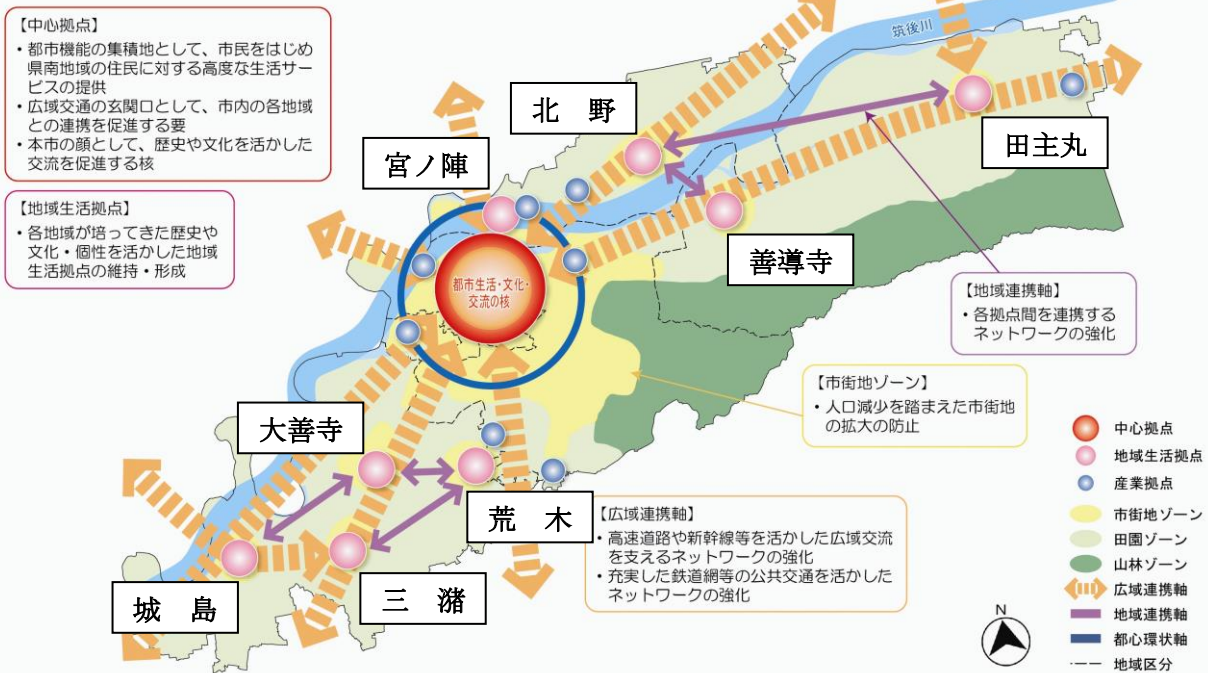 【中心拠点】
・都市機能の集積地として、市民をはじめ
県南地域の住民に対する高度な生活サー
ビスの提供
・広域交通の玄関口として、市内の各地域
との連携を促進する要
・本市の顔として、歴史や文化を活かした
交流を促進する核
【地域生活拠点】
・各地域が培ってきた歴史や
文化・個性を活かした地域
生活拠点の維持・形成
筑後川
北 野
宮ノ陣
田主丸
善導寺
都市生活・文化・
交流の核
【地域連携軸】
・各拠点間を連携する
ネットワークの強化
【市街地ゾーン】
・人口減少を踏まえた市街地
の拡大の防止
大善寺
荒 木
城 島
三 潴
【広域連携軸】
・高速道路や新幹線等を活かした広域交流
を支えるネットワークの強化
・充実した鉄道網等の公共交通を活かした
ネットワークの強化
中心拠点
地域生活拠点
産業拠点
市街地ゾーン
田園ゾーン
山林ゾーン
広域連携軸
地域連携軸
都心環状軸
地域区分
N